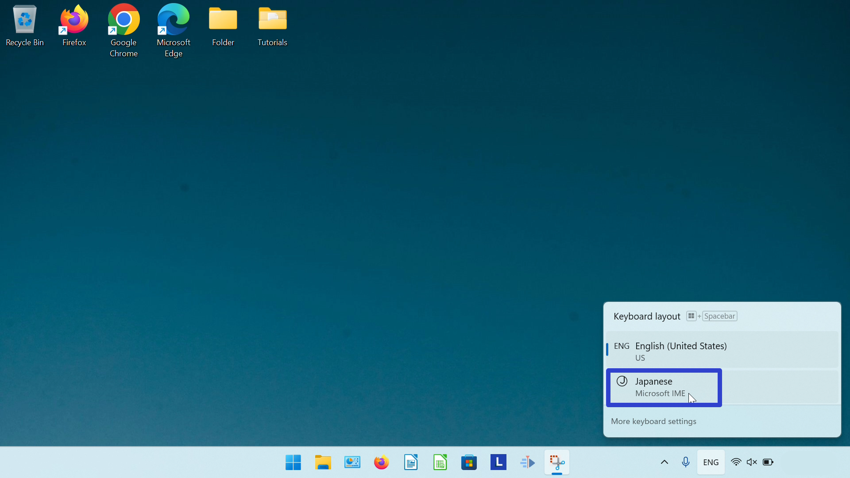 Recycle Bin
Firefox
Google
Chrome
Microsoft
Edge
Folder
Tutorials
Keyboard layout + Spacebar
ENG English (United States)
US
J Japanese
Microsoft IME
More keyboard settings
L
ENG